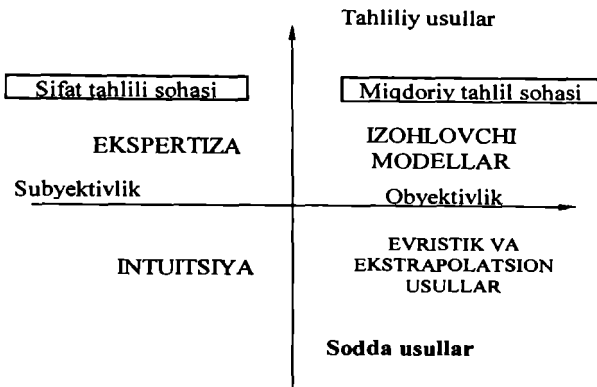 Tahliliy usullar
Sifat tahlili sohasi
Miqdoriy tahlil sohasi
EKSPERTIZA
IZOHLOVCHI
MODELLAR
Subyektivlik
Obyektivlik
INTUITSIYA
EVRISTIK VA
EKSTRAPOLATSION
USULLAR
Sodda usullar